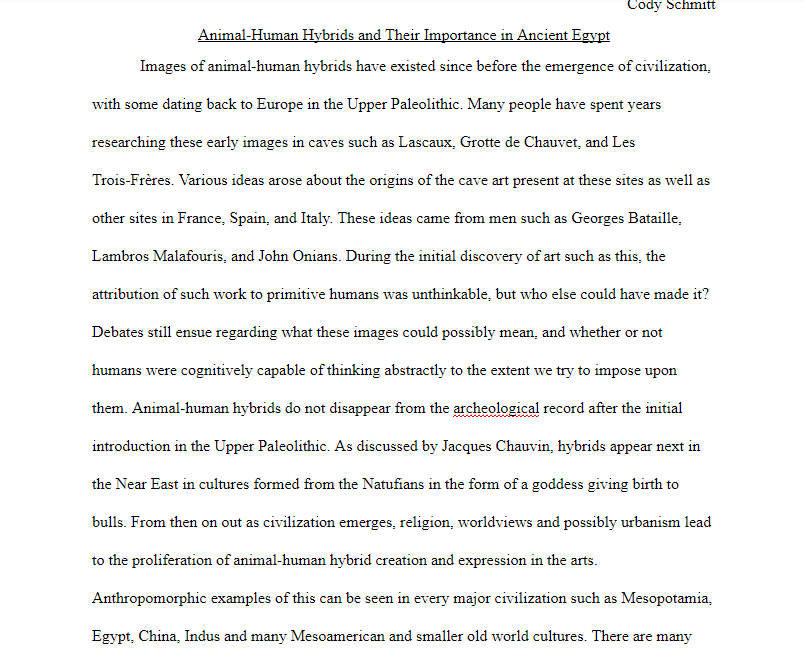 Cody Schmitt
Animal-Human Hybrids and Their Importance in Ancient Egypt
Images of animal-human hybrids have existed since before the emergence of civilization,
with some dating back to Europe in the Upper Paleolithic. Many people have spent years
researching these early images in caves such as Lascaux, Grotte de Chauvet, and Les
Trois-Frères. Various ideas arose about the origins of the cave art present at these sites as well as
other sites in France, Spain, and Italy. These ideas came from men such as Georges Bataille,
Lambros Malafouris, and John Onians. During the initial discovery of art such as this, the
attribution of such work to primitive humans was unthinkable, but who else could have made it?
Debates still ensue regarding what these images could possibly mean, and whether or not
humans were cognitively capable of thinking abstractly to the extent we try to impose upon
them. Animal-human hybrids do not disappear from the archeological record after the initial
introduction in the Upper Paleolithic. As discussed by Jacques Chauvin, hybrids appear next in
the Near East in cultures formed from the Natufians in the form of a goddess giving birth to
bulls. From then on out as civilization emerges, religion, worldviews and possibly urbanism lead
to the proliferation of animal-human hybrid creation and expression in the arts.
Anthropomorphic examples of this can be seen in every major civilization such as Mesopotamia,
Egypt, China, Indus and many Mesoamerican and smaller old world cultures. There are many